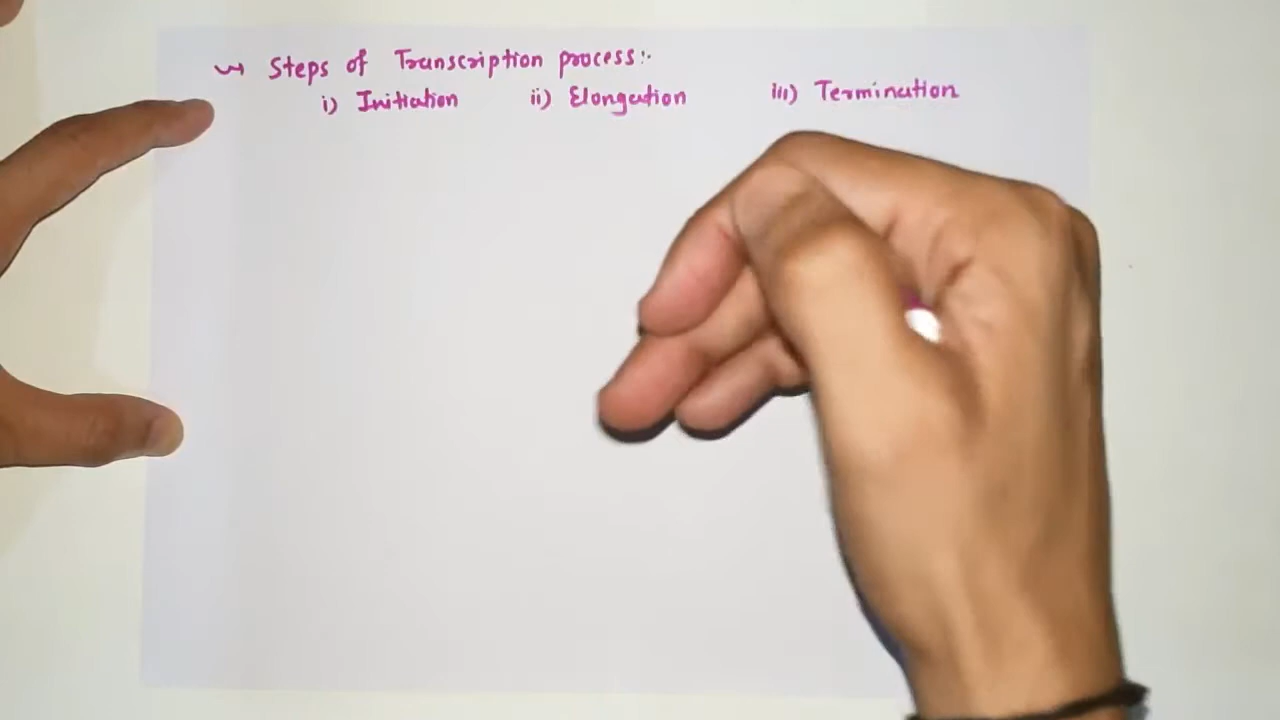 ↝ Steps of Transcription process:-
i) Initiation ii) Elongation iii) Termination